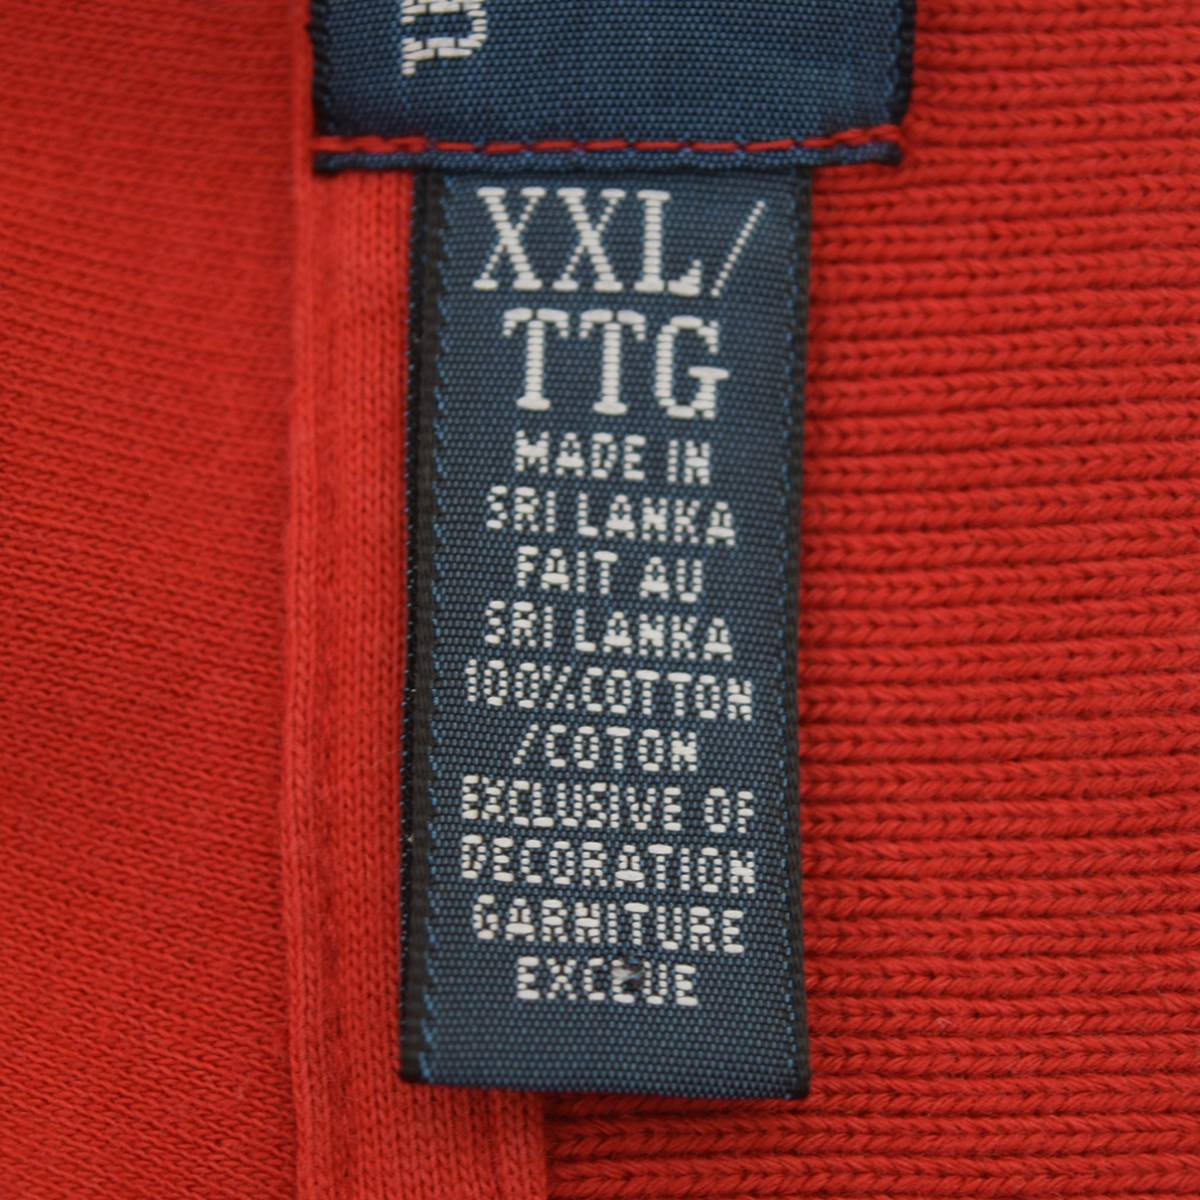 XXL/
TTG
MADE IN
SRI LANKA
FAIT AU
SRI LANKA
100%COTTON
/COTON
EXCLUSIVE OF
DECORATION
GARNITURE
EXCLUE